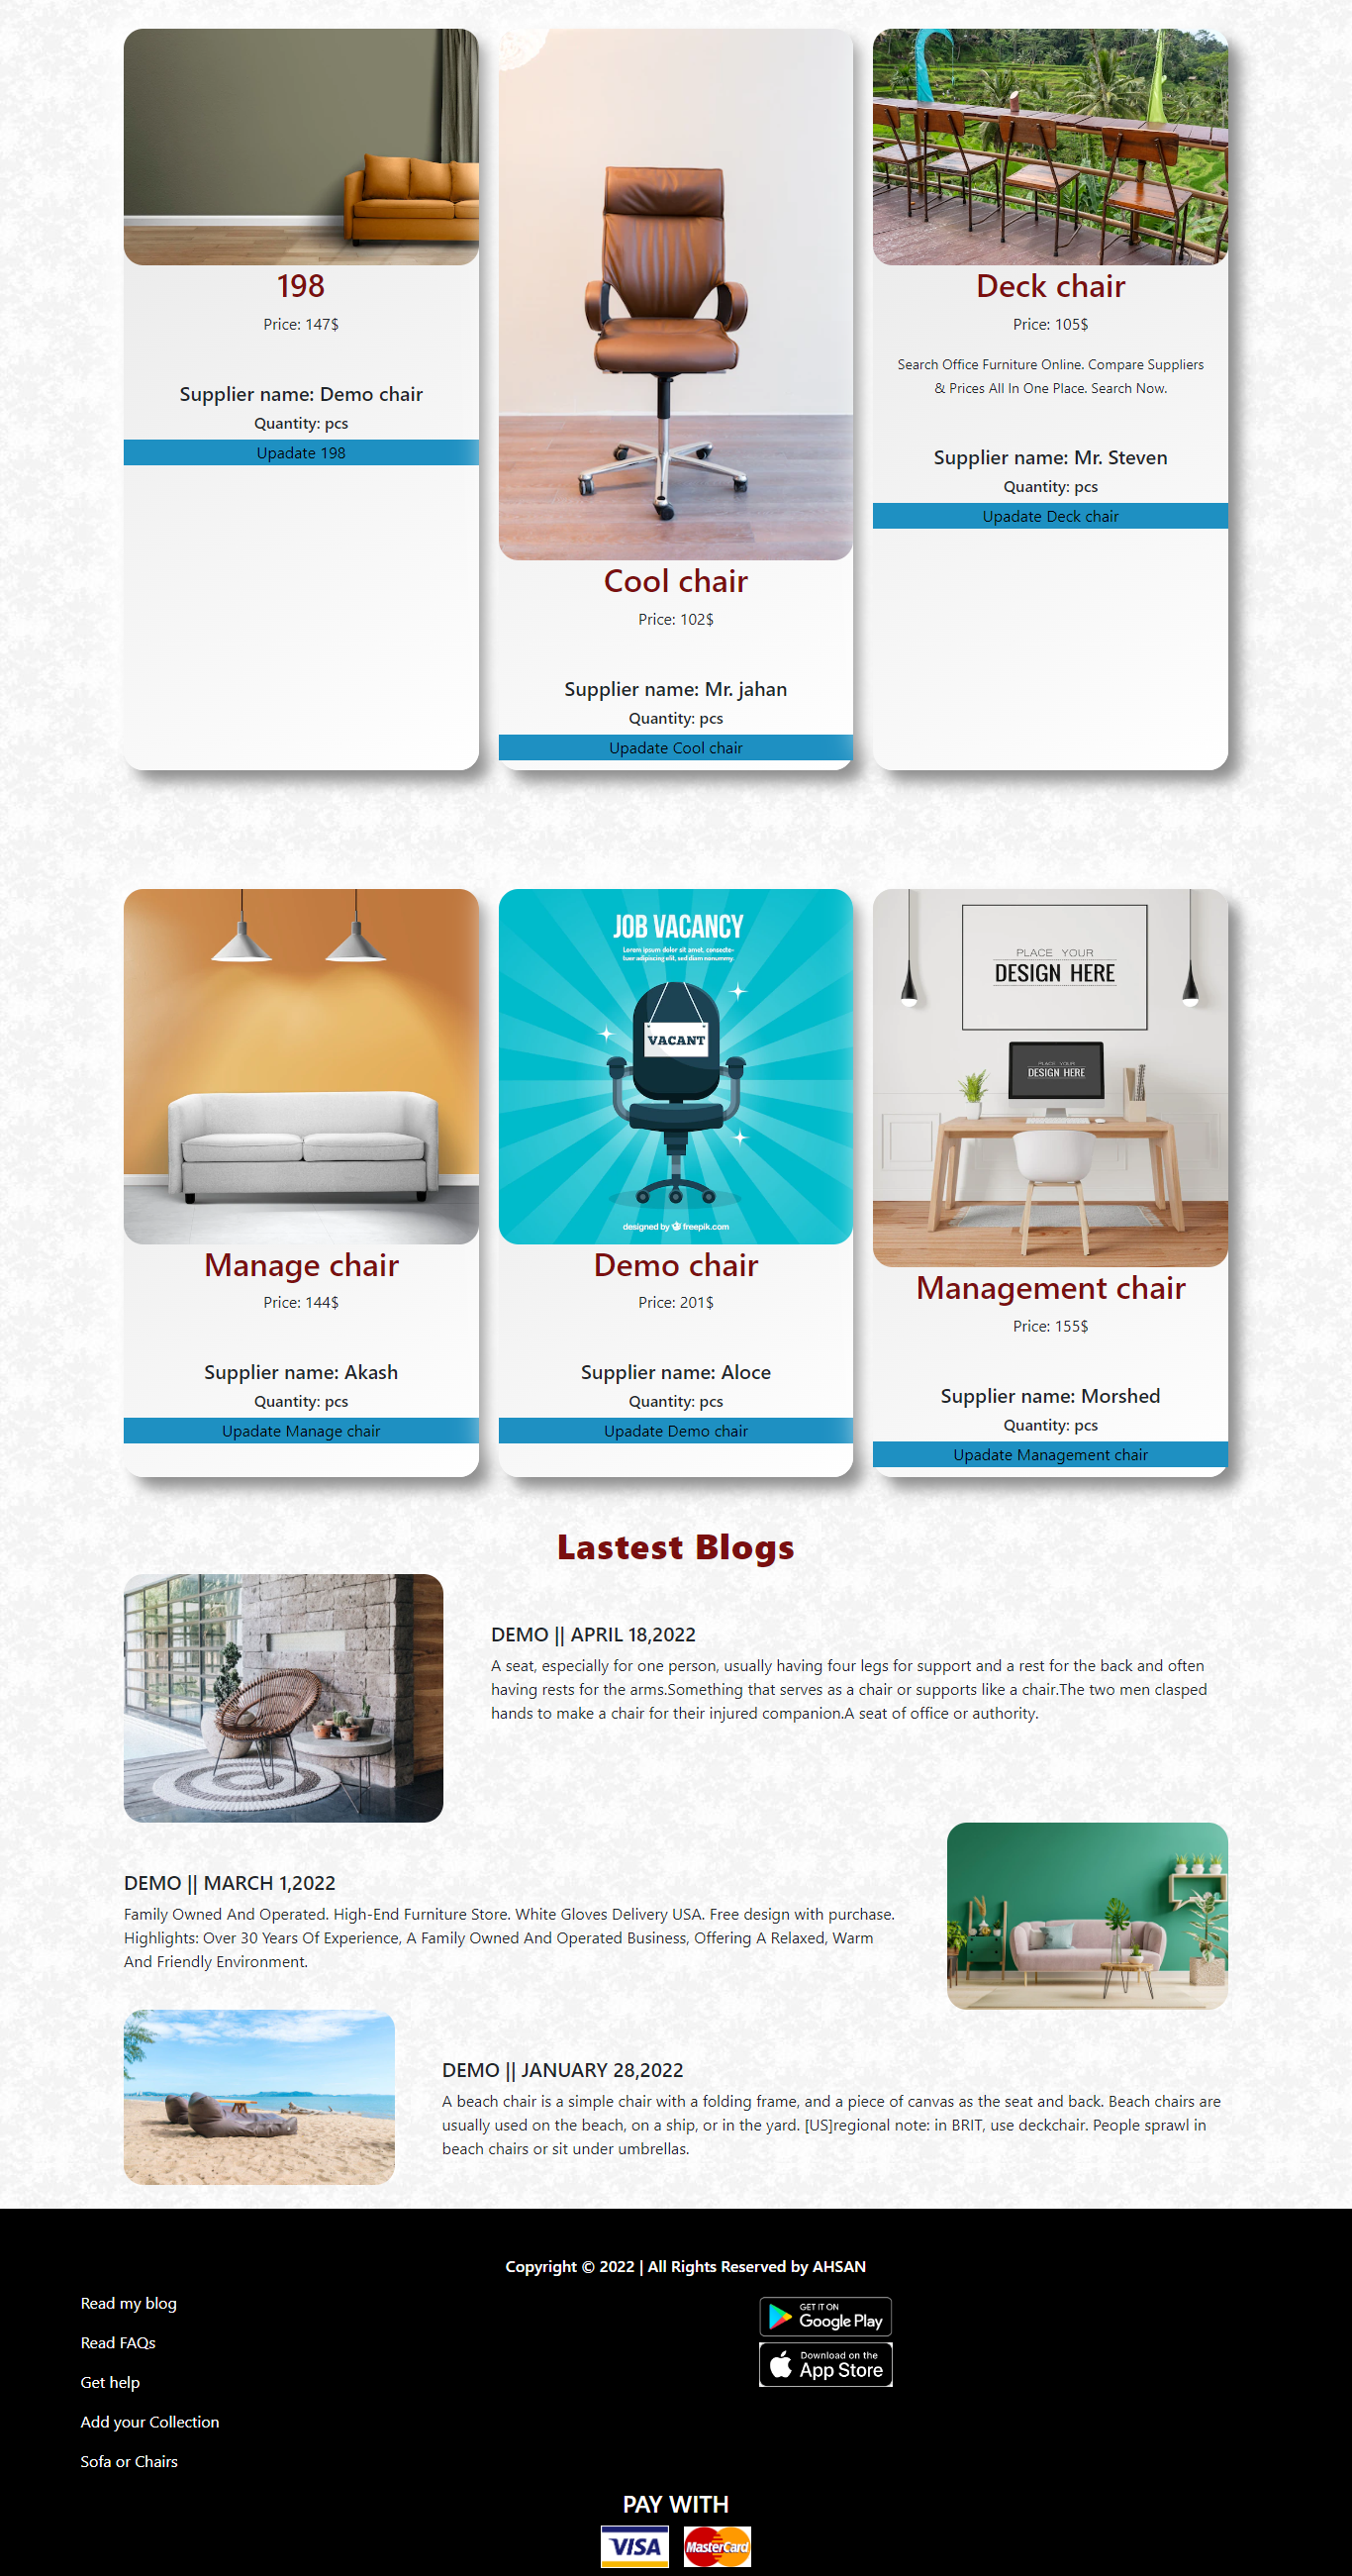 198
Price: 147$
Supplier name: Demo chair
Quantity: pcs
Upadate 198
Cool chair
Price: 102$
Supplier name: Mr. jahan
Quantity: pcs
Upadate Cool chair
Deck chair
Price: 105$
Search Office Furniture Online. Compare Suppliers
& Prices All In One Place. Search Now.
Supplier name: Mr. Steven
Quantity: pcs
Upadate Deck chair
Manage chair
Price: 144$
Supplier name: Akash
Quantity: pcs
Upadate Manage chair
JOB VACANCY
Lorem ipsum dolor sit amet, consecte-
tuer adipiscing elit, sed diam nonummy.
VACANT
designed by freepik.com
Demo chair
Price: 201$
Supplier name: Aloce
Quantity: pcs
Upadate Demo chair
PLACE YOUR
DESIGN HERE
PLACE YOUR
DESIGN HERE
Management chair
Price: 155$
Supplier name: Morshed
Quantity: pcs
Upadate Management chair
Lastest Blogs
DEMO || APRIL 18,2022
A seat, especially for one person, usually having four legs for support and a rest for the back and often
having rests for the arms.Something that serves as a chair or supports like a chair.The two men clasped
hands to make a chair for their injured companion.A seat of office or authority.
DEMO || MARCH 1,2022
Family Owned And Operated. High-End Furniture Store. White Gloves Delivery USA. Free design with purchase.
Highlights: Over 30 Years Of Experience, A Family Owned And Operated Business, Offering A Relaxed, Warm
And Friendly Environment.
DEMO || JANUARY 28,2022
A beach chair is a simple chair with a folding frame, and a piece of canvas as the seat and back. Beach chairs are
usually used on the beach, on a ship, or in the yard. [US]regional note: in BRIT, use deckchair. People sprawl in
beach chairs or sit under umbrellas.
Copyright © 2022 | All Rights Reserved by AHSAN
Read my blog
Read FAQs
Get help
Add your Collection
Sofa or Chairs
GET IT ON
Google Play
Download on the
App Store
PAY WITH
VISA
MasterCard